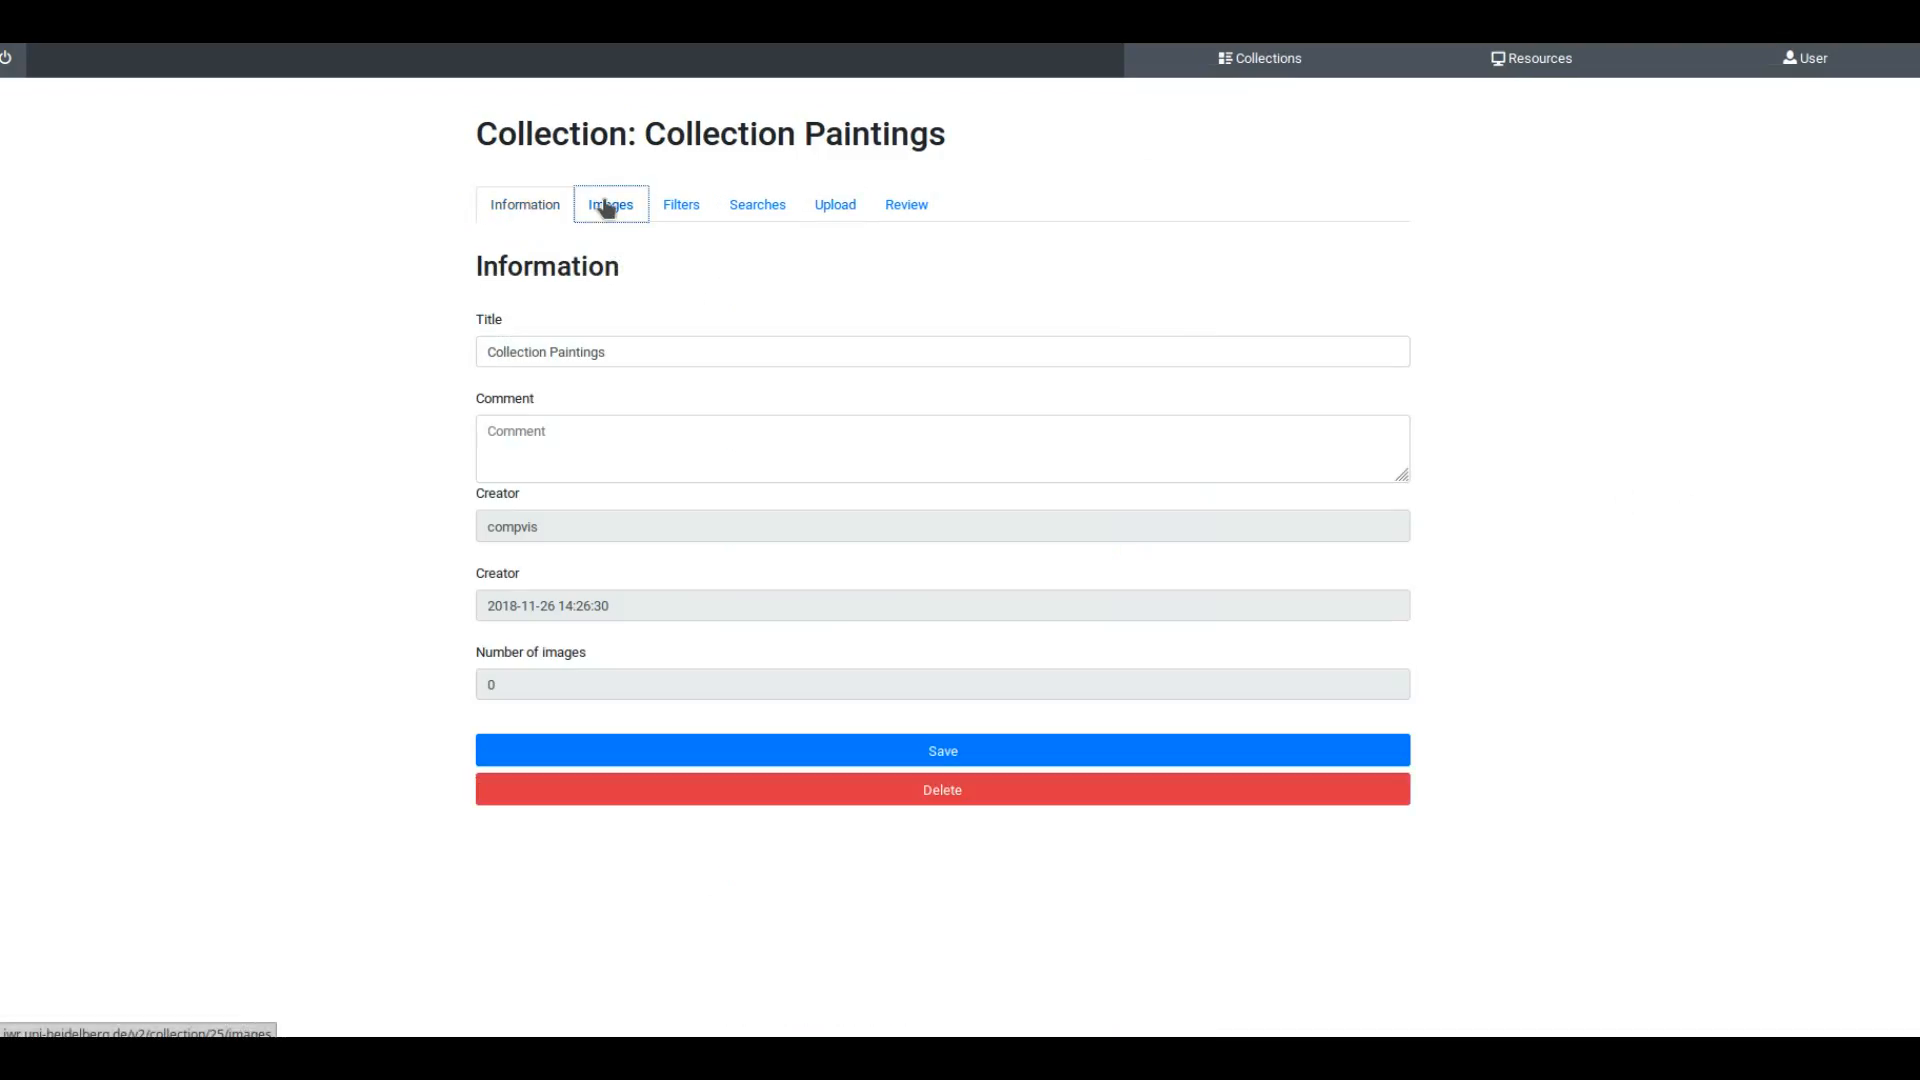 Collections Resources User
Collection: Collection Paintings
Information Images Filters Searches Upload Review
Information
Title
Collection Paintings
Comment
Comment
Creator
compvis
Creator
2018-11-26 14:26:30
Number of images
0
Save
Delete
iwr.uni-heidelberg.de/v2/collection/25/images